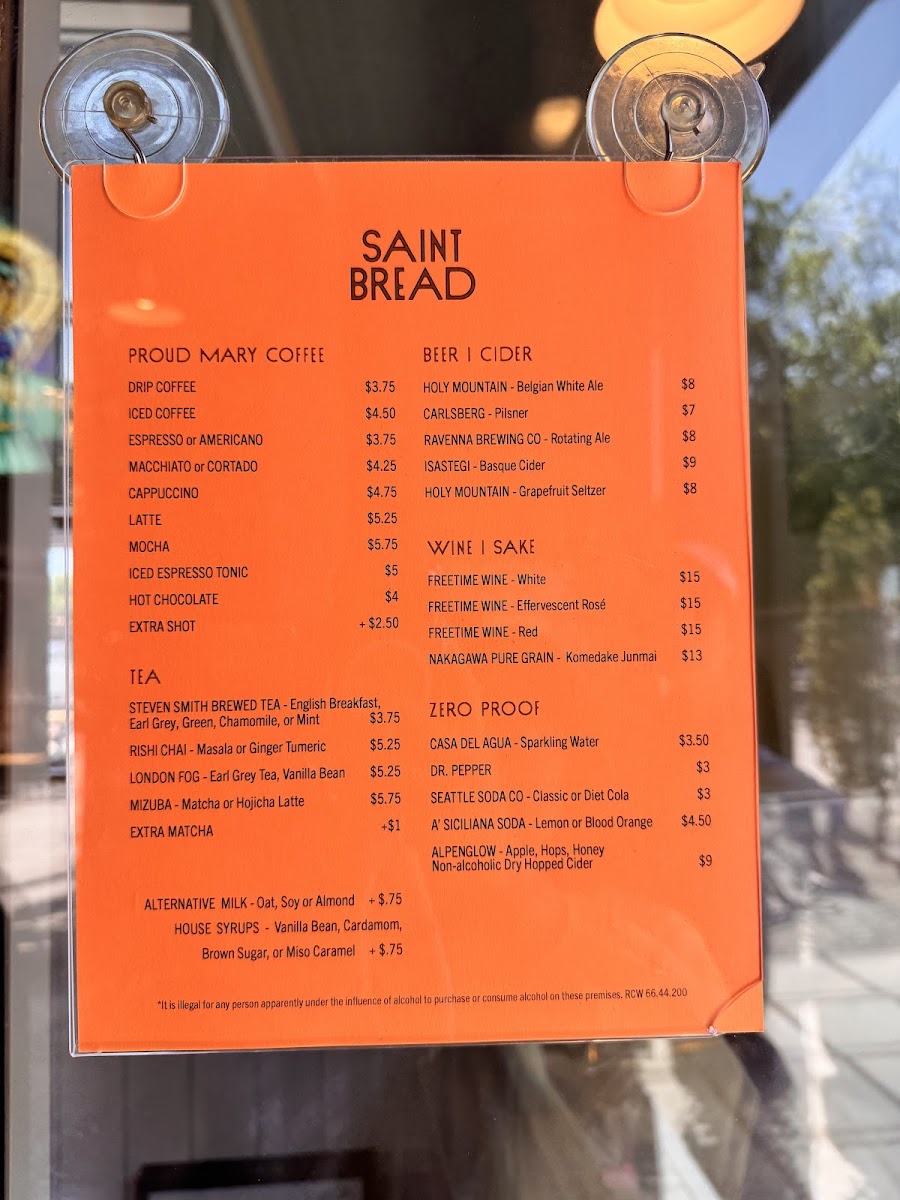 SAINT
BREAD
PROUD MARY COFFEE
DRIP COFFEE $3.75
ICED COFFEE $4.50
ESPRESSO or AMERICANO $3.75
MACCHIATO or CORTADO $4.25
CAPPUCCINO $4.75
LATTE $5.25
MOCHA $5.75
ICED ESPRESSO TONIC $5
HOT CHOCOLATE $4
EXTRA SHOT + $2.50
TEA
STEVEN SMITH BREWED TEA - English Breakfast,
Earl Grey, Green, Chamomile, or Mint $3.75
RISHI CHAI - Masala or Ginger Tumeric $5.25
LONDON FOG - Earl Grey Tea, Vanilla Bean $5.25
MIZUBA - Matcha or Hojicha Latte $5.75
EXTRA MATCHA +$1
ALTERNATIVE MILK - Oat, Soy or Almond + $.75
HOUSE SYRUPS - Vanilla Bean, Cardamom,
Brown Sugar, or Miso Caramel + $.75
BEER | CIDER
HOLY MOUNTAIN - Belgian White Ale $8
CARLSBERG - Pilsner $7
RAVENNA BREWING CO - Rotating Ale $8
ISASTEGI - Basque Cider $9
HOLY MOUNTAIN - Grapefruit Seltzer $8
WINE | SAKE
FREETIME WINE - White $15
FREETIME WINE - Effervescent Rosé $15
FREETIME WINE - Red $15
NAKAGAWA PURE GRAIN - Komedake Junmai $13
ZERO PROOF
CASA DEL AGUA - Sparkling Water $3.50
DR. PEPPER $3
SEATTLE SODA CO - Classic or Diet Cola $3
A' SICILIANA SODA - Lemon or Blood Orange $4.50
ALPENGLOW - Apple, Hops, Honey
Non-alcoholic Dry Hopped Cider $9
*It is illegal for any person apparently under the influence of alcohol to purchase or consume alcohol on these premises. RCW 66.44.200